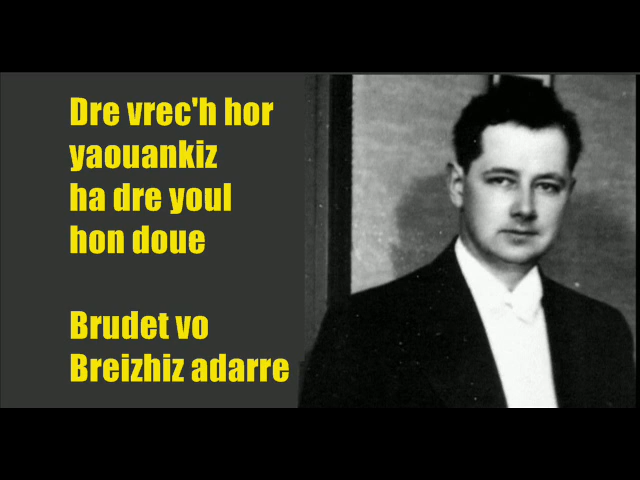 Dre vrec'h hor
yaouankiz
ha dre youl
hon doue
Brudet vo
Breizhiz adarre